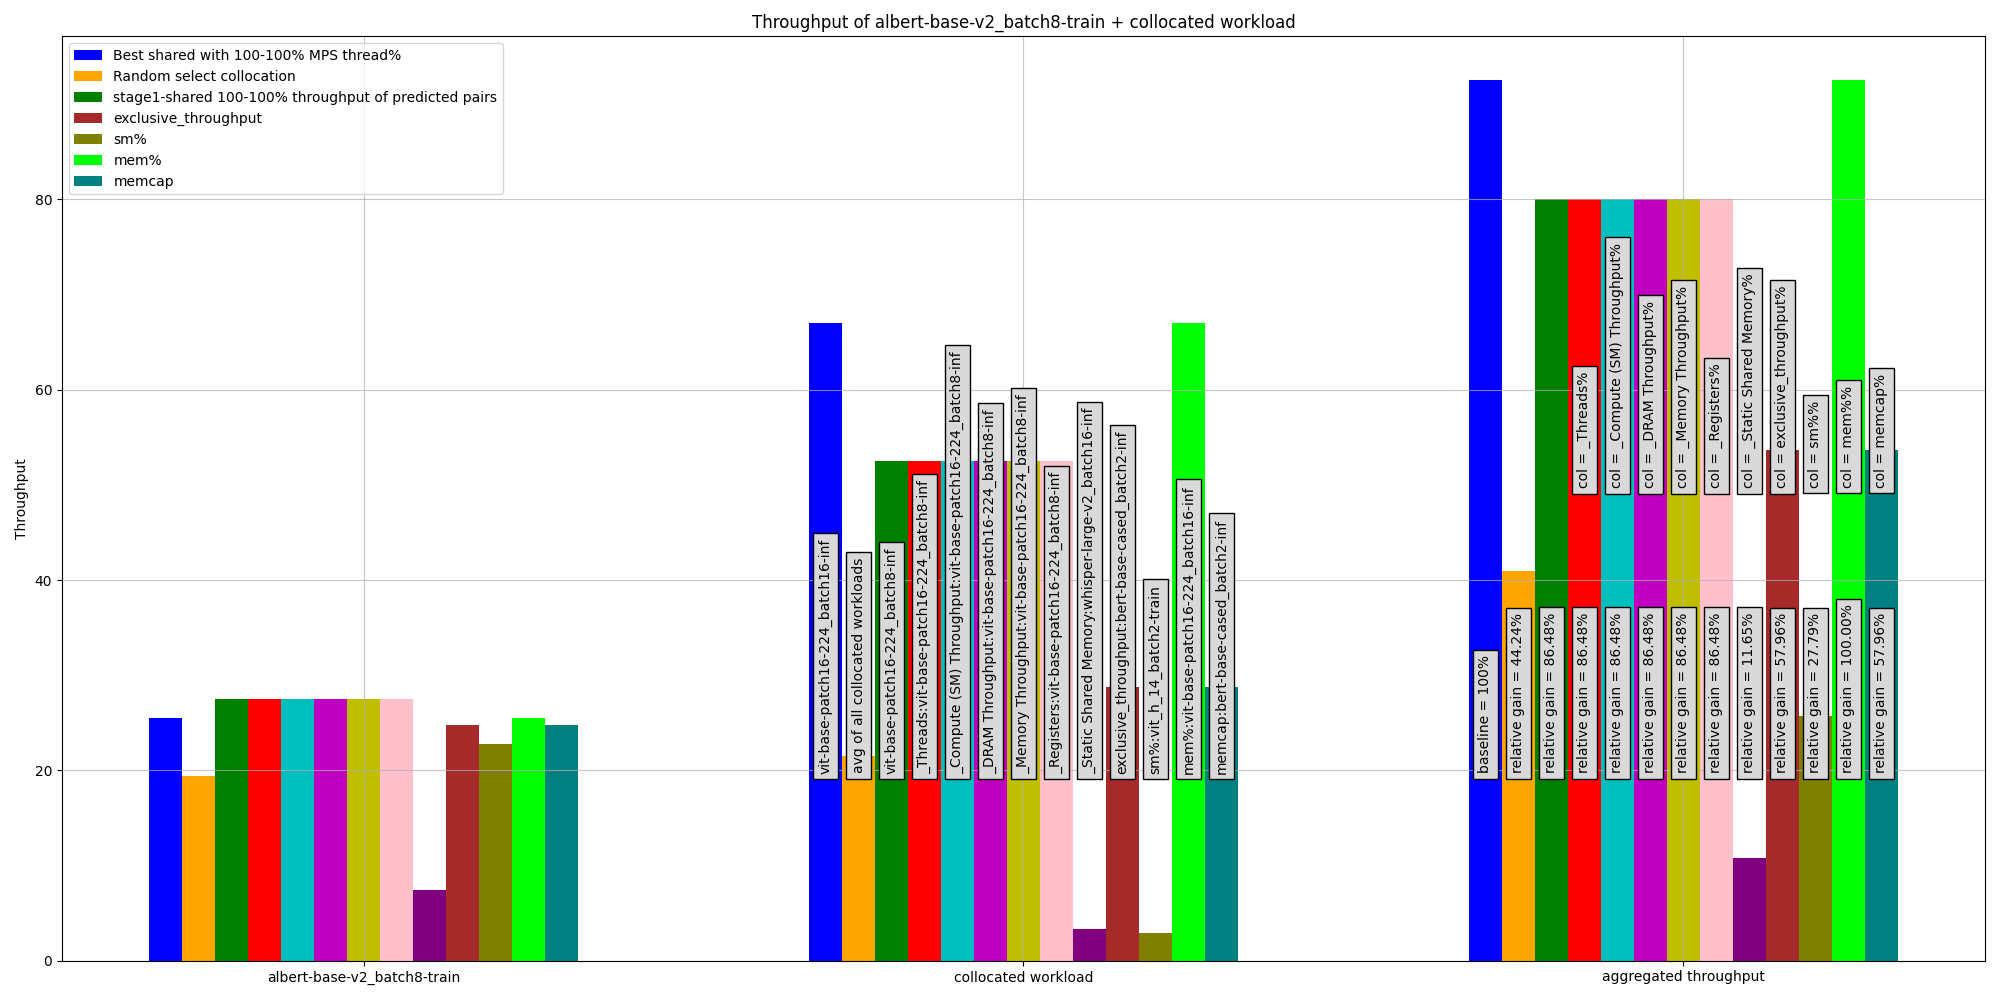 Throughput of albert-base-v2_batch8-train + collocated workload
Best shared with 100-100% MPS thread%
Random select collocation
stage1-shared 100-100% throughput of predicted pairs
exclusive_throughput
sm%
mem%
memcap
Throughput
80
60
40
20
0
vit-base-patch16-224_batch16-inf
avg of all collocated workloads
vit-base-patch16-224_batch8-inf
_Threads:vit-base-patch16-224_batch8-inf
_Compute (SM) Throughput:vit-base-patch16-224_batch8-inf
_DRAM Throughput:vit-base-patch16-224_batch8-inf
_Memory Throughput:vit-base-patch16-224_batch8-inf
_Registers:vit-base-patch16-224_batch8-inf
_Static Shared Memory:whisper-large-v2_batch16-inf
exclusive_throughput:bert-base-cased_batch2-inf
sm%:vit_h_14_batch2-train
mem%:vit-base-patch16-224_batch16-inf
memcap:bert-base-cased_batch2-inf
col = _Threads%
col = _Compute (SM) Throughput%
col = _DRAM Throughput%
col = _Memory Throughput%
col = _Registers%
col = _Static Shared Memory%
col = exclusive_throughput%
col = sm%%
col = mem%%
col = memcap%
baseline = 100%
relative gain = 44.24%
relative gain = 86.48%
relative gain = 86.48%
relative gain = 86.48%
relative gain = 86.48%
relative gain = 86.48%
relative gain = 86.48%
relative gain = 11.65%
relative gain = 57.96%
relative gain = 27.79%
relative gain = 100.00%
relative gain = 57.96%
albert-base-v2_batch8-train
collocated workload
aggregated throughput